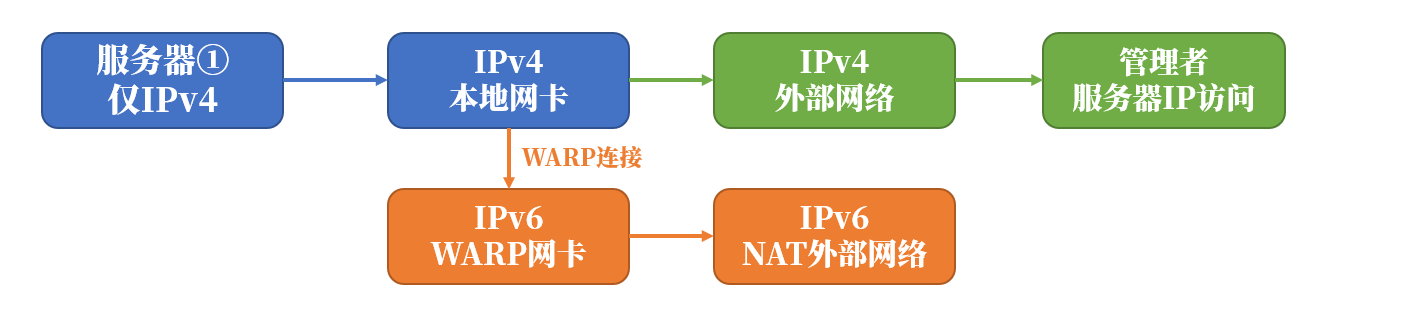 服务器①
仅IPv4
IPv4
本地网卡
IPv4
外部网络
管理者
服务器IP访问
WARP连接
IPv6
WARP网卡
IPv6
NAT外部网络